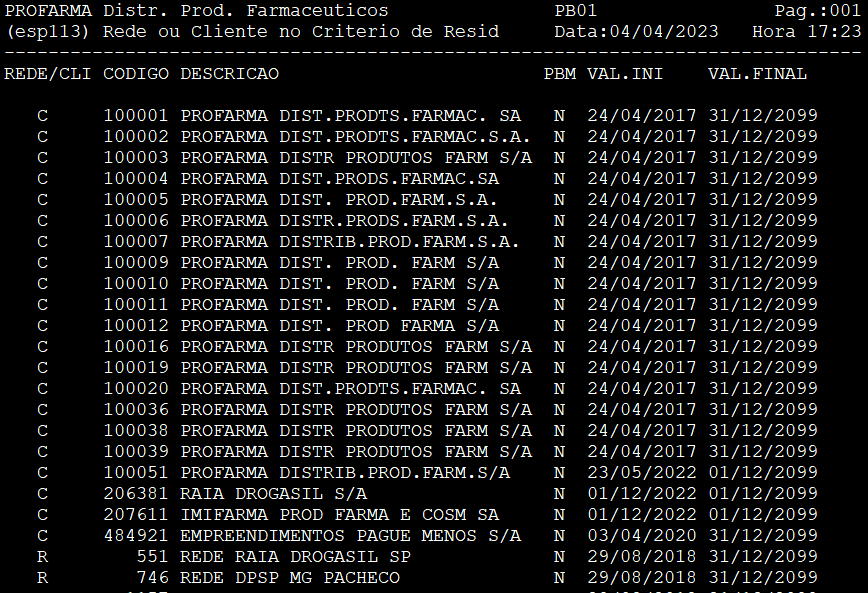 PROFARMA Distr. Prod. Farmaceuticos PB01 Pag.:001
(esp113) Rede ou Cliente no Criterio de Resid Data:04/04/2023 Hora 17:23
------------------------------------------------------------------------------
REDE/CLI CODIGO DESCRICAO PBM VAL.INI VAL.FINAL
C 100001 PROFARMA DIST.PRODTS.FARMAC. SA N 24/04/2017 31/12/2099
C 100002 PROFARMA DIST.PRODTS.FARMAC.S.A. N 24/04/2017 31/12/2099
C 100003 PROFARMA DISTR PRODUTOS FARM S/A N 24/04/2017 31/12/2099
C 100004 PROFARMA DIST.PRODS.FARMAC.SA N 24/04/2017 31/12/2099
C 100005 PROFARMA DIST. PROD.FARM.S.A. N 24/04/2017 31/12/2099
C 100006 PROFARMA DISTR.PRODS.FARM.S.A. N 24/04/2017 31/12/2099
C 100007 PROFARMA DISTRIB.PROD.FARM.S.A. N 24/04/2017 31/12/2099
C 100009 PROFARMA DIST. PROD. FARM S/A N 24/04/2017 31/12/2099
C 100010 PROFARMA DIST. PROD. FARM S/A N 24/04/2017 31/12/2099
C 100011 PROFARMA DIST. PROD. FARM S/A N 24/04/2017 31/12/2099
C 100012 PROFARMA DIST. PROD FARMA S/A N 24/04/2017 31/12/2099
C 100016 PROFARMA DISTR PRODUTOS FARM S/A N 24/04/2017 31/12/2099
C 100019 PROFARMA DISTR PRODUTOS FARM S/A N 24/04/2017 31/12/2099
C 100020 PROFARMA DIST.PRODTS.FARMAC. SA N 24/04/2017 31/12/2099
C 100036 PROFARMA DISTR PRODUTOS FARM S/A N 24/04/2017 31/12/2099
C 100038 PROFARMA DISTR PRODUTOS FARM S/A N 24/04/2017 31/12/2099
C 100039 PROFARMA DISTR PRODUTOS FARM S/A N 24/04/2017 31/12/2099
C 100051 PROFARMA DISTRIB.PROD.FARM.S/A N 23/05/2022 01/12/2099
C 206381 RAIA DROGASIL S/A N 01/12/2022 01/12/2099
C 207611 IMIFARMA PROD FARMA E COSM SA N 01/12/2022 01/12/2099
C 484921 EMPREENDIMENTOS PAGUE MENOS S/A N 03/04/2020 31/12/2099
R 551 REDE RAIA DROGASIL SP N 29/08/2018 31/12/2099
R 746 REDE DPSP MG PACHECO N 29/08/2018 31/12/2099